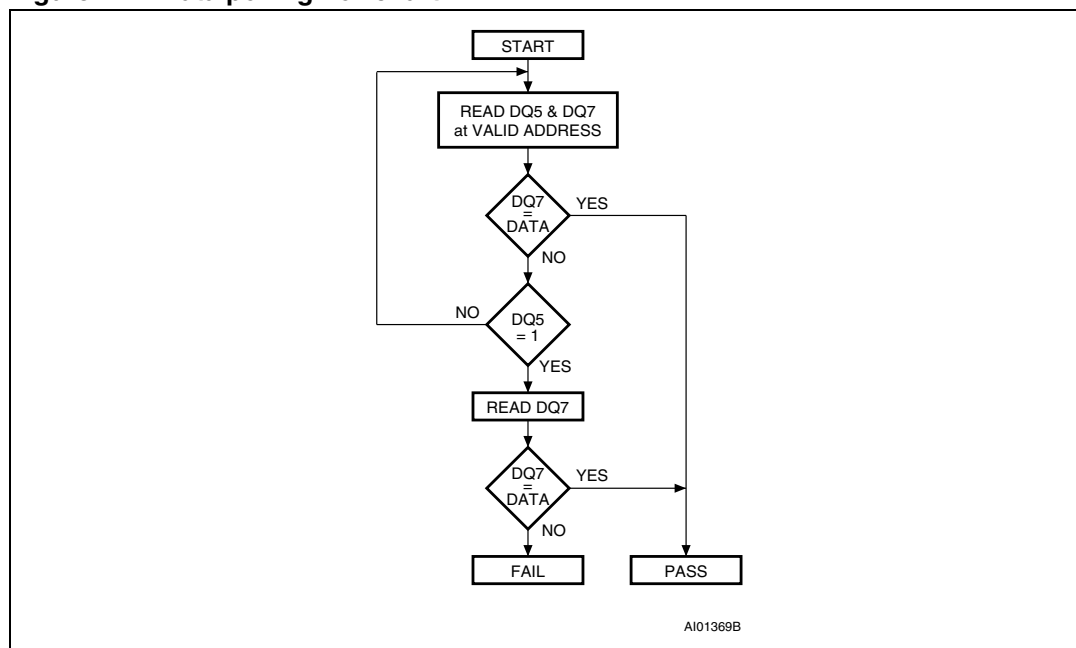 START
READ DQ5 & DQ7
at VALID ADDRESS
DQ7
=
DATA
YES
NO
NO
DQ5
= 1
YES
READ DQ7
DQ7
=
DATA
YES
NO
FAIL
PASS
AI01369B